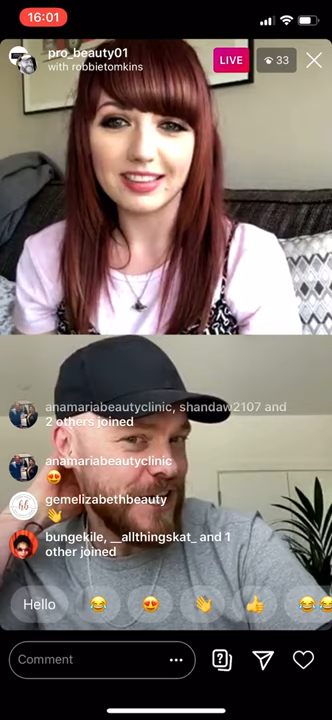 16:01
pro_beauty01
with robbietomkins
LIVE
33
anamariabeautyclinic, shandaw2107 and
2 others joined
anamariabeautyclinic
😍
gemelizabethbeauty
👋
bungekile, __allthingskat_ and 1
other joined
Hello 😂 😍 👋 👍 😂😂
Comment